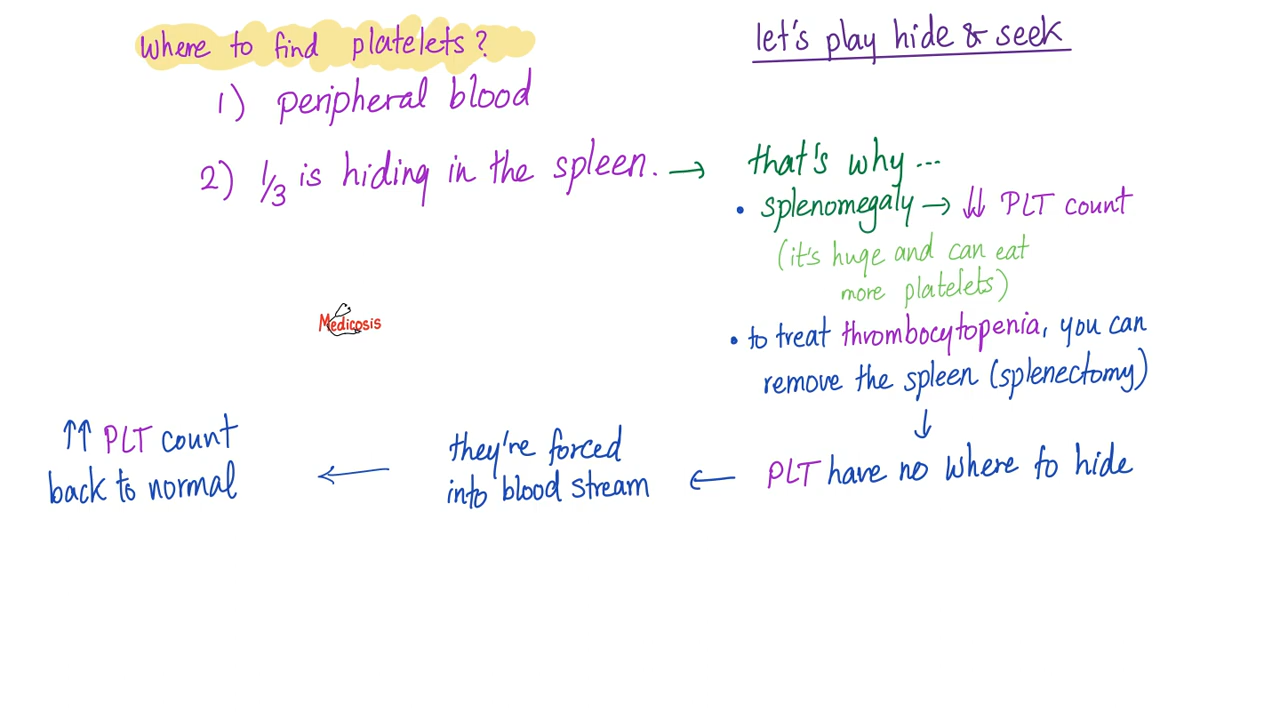 where to find platelets?
let's play hide & seek
1) peripheral blood
2) 1/3 is hiding in the spleen. →
that's why ...
• splenomegaly → ↓↓ PLT count
(it's huge and can eat
more platelets)
Medicosis
• to treat thrombocytopenia, you can
remove the spleen (splenectomy)
↓
PLT have no where to hide
←
they're forced
into blood stream
←
↑↑ PLT count
back to normal